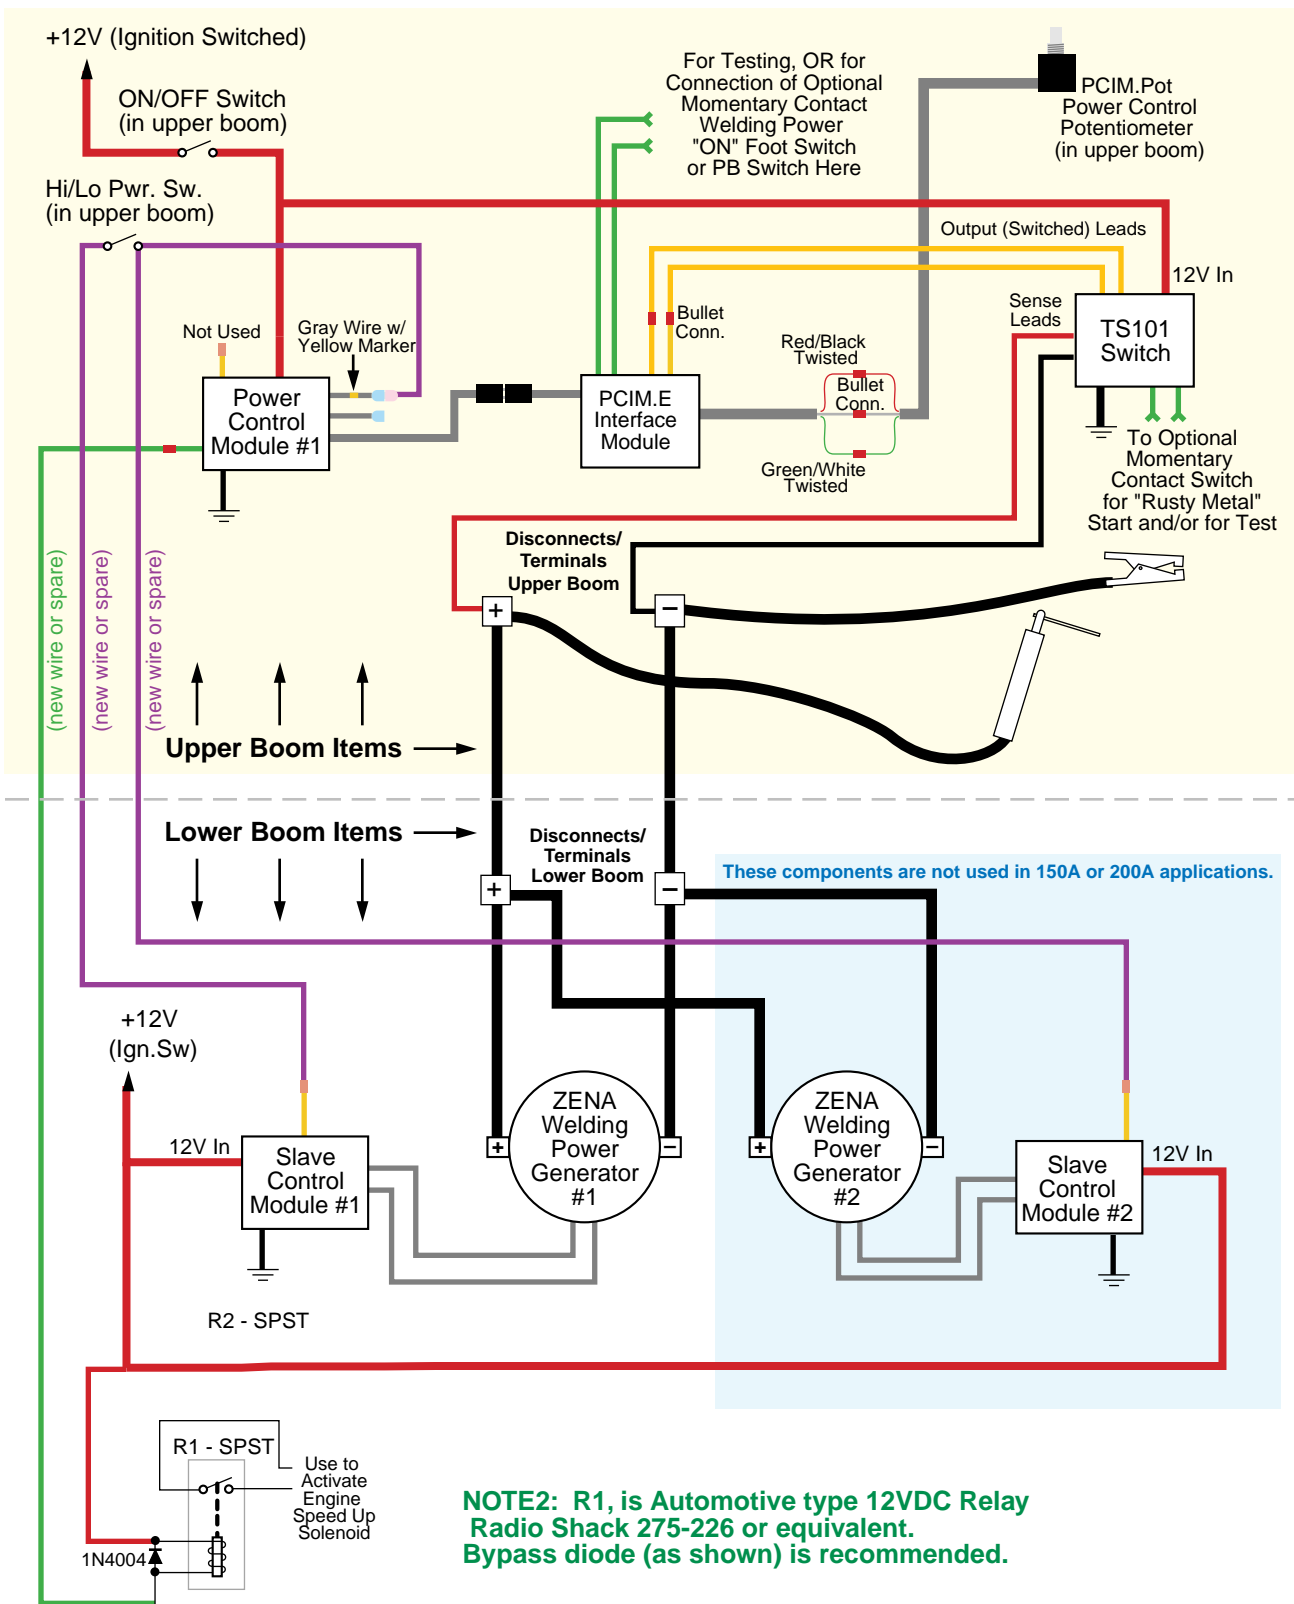 +12V (Ignition Switched)
ON/OFF Switch
(in upper boom)
Hi/Lo Pwr. Sw.
(in upper boom)
For Testing, OR for
Connection of Optional
Momentary Contact
Welding Power
"ON" Foot Switch
or PB Switch Here
PCIM.Pot
Power Control
Potentiometer
(in upper boom)
Output (Switched) Leads
12V In
Sense
Leads
TS101
Switch
Not Used
Gray Wire w/
Yellow Marker
Bullet
Conn.
Red/Black
Twisted
Bullet
Conn.
Green/White
Twisted
Power
Control
Module #1
PCIM.E
Interface
Module
To Optional
Momentary
Contact Switch
for "Rusty Metal"
Start and/or for Test
Disconnects/
Terminals
Upper Boom
+
−
(new wire or spare)
(new wire or spare)
(new wire or spare)
Upper Boom Items
Lower Boom Items
Disconnects/
Terminals
Lower Boom
+
−
These components are not used in 150A or 200A applications.
+12V
(Ign.Sw)
12V In
Slave
Control
Module #1
+
ZENA
Welding
Power
Generator
#1
−
+
ZENA
Welding
Power
Generator
#2
−
Slave
Control
Module #2
12V In
R2 - SPST
R1 - SPST
Use to
Activate
Engine
Speed Up
Solenoid
1N4004
NOTE2: R1, is Automotive type 12VDC Relay
Radio Shack 275-226 or equivalent.
Bypass diode (as shown) is recommended.